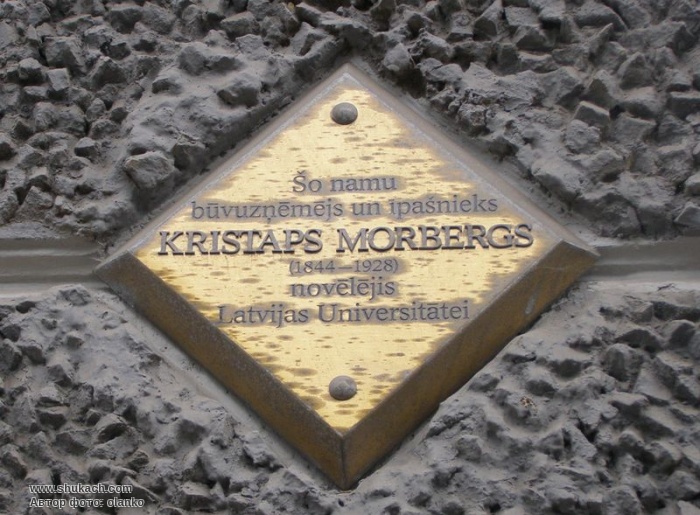 Šo namu
būvuzņēmējs un īpašnieks
KRISTAPS MORBERGS
(1844—1928)
novēlējis
Latvijas Universitātei
www.shukach.com
Автор фото: olanko